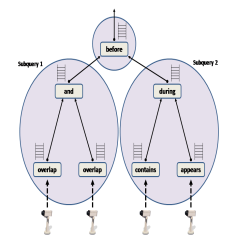 before
Subquery 1
Subquery 2
and
during
overlap
overlap
contains
appears